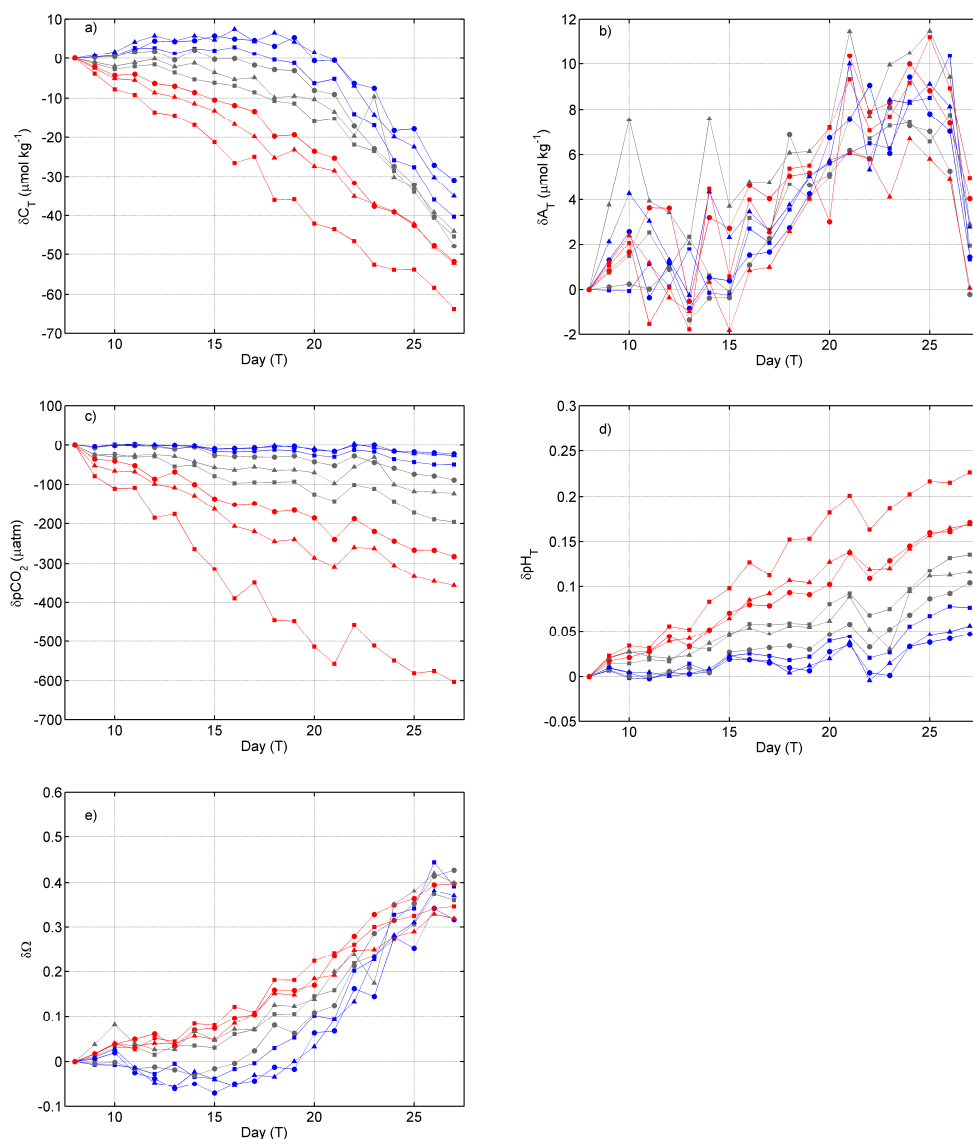 a)
10
0
-10
-20
-30
-40
-50
-60
-70
δC_T (μmol kg⁻¹)
10 15 20 25
Day (T)
b)
12
10
8
6
4
2
0
-2
δA_T (μmol kg⁻¹)
10 15 20 25
Day (T)
c)
100
0
-100
-200
-300
-400
-500
-600
-700
δpCO₂ (μatm)
10 15 20 25
Day (T)
d)
0.3
0.25
0.2
0.15
0.1
0.05
0
-0.05
δpH_T
10 15 20 25
Day (T)
e)
0.6
0.5
0.4
0.3
0.2
0.1
0
-0.1
δΩ
10 15 20 25
Day (T)